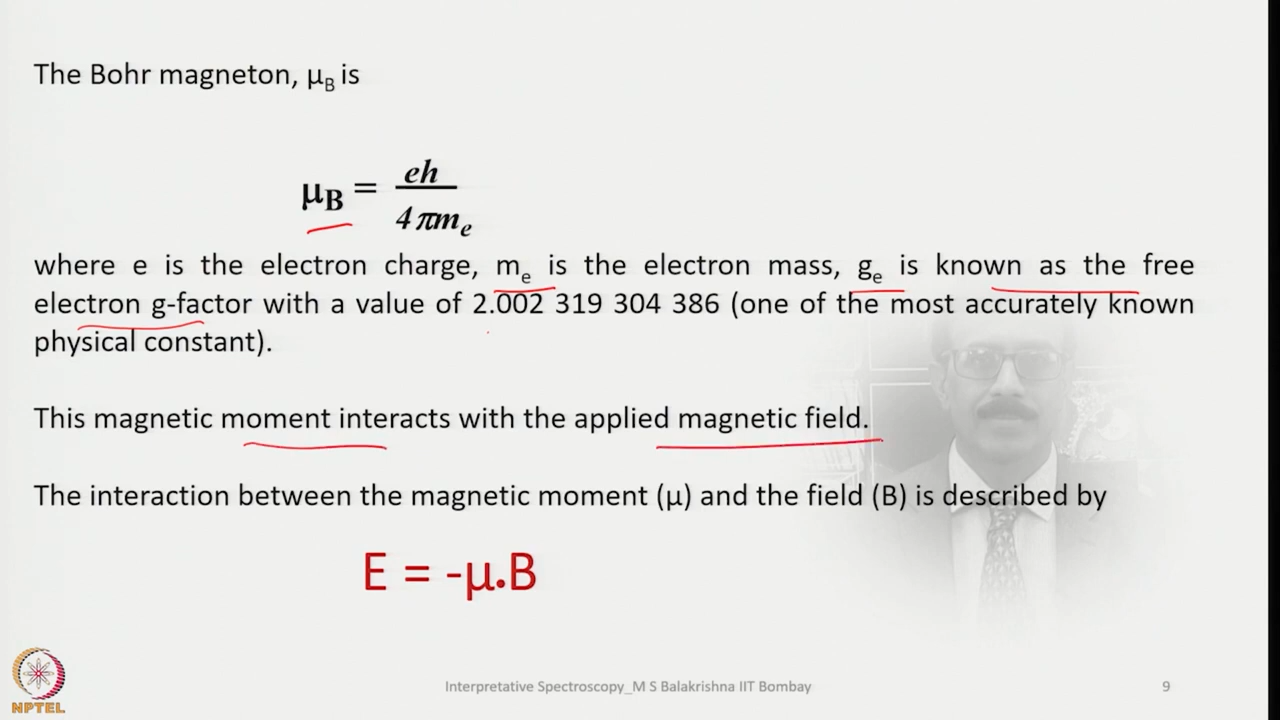 The Bohr magneton, μB is
μB = eh / 4πme
where e is the electron charge, me is the electron mass, ge is known as the free
electron g-factor with a value of 2.002 319 304 386 (one of the most accurately known
physical constant).
This magnetic moment interacts with the applied magnetic field.
The interaction between the magnetic moment (μ) and the field (B) is described by
E = -μ.B
NPTEL
Interpretative Spectroscopy_M S Balakrishna IIT Bombay
9